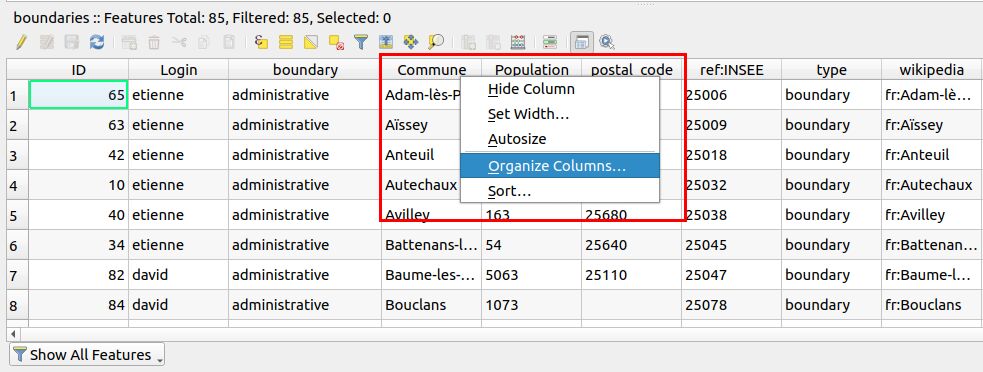 boundaries :: Features Total: 85, Filtered: 85, Selected: 0
ID Login boundary Commune Population postal_code ref:INSEE type wikipedia
1 65 etienne administrative Adam-lès-P 25006 boundary fr:Adam-lè...
2 63 etienne administrative Aïssey 25009 boundary fr:Aïssey
3 42 etienne administrative Anteuil 25018 boundary fr:Anteuil
4 10 etienne administrative Autechaux 25032 boundary fr:Autechaux
5 40 etienne administrative Avilley 163 25680 25038 boundary fr:Avilley
6 34 etienne administrative Battenans-l... 54 25640 25045 boundary fr:Battenan...
7 82 david administrative Baume-les-... 5063 25110 25047 boundary fr:Baume-l...
8 84 david administrative Bouclans 1073 25078 boundary fr:Bouclans
Hide Column
Set Width...
Autosize
Organize Columns...
Sort...
Show All Features